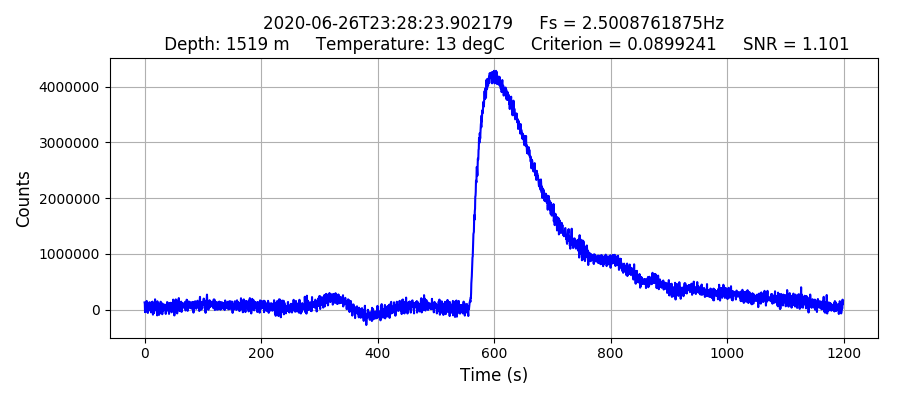 2020-06-26T23:28:23.902179 Fs = 2.5008761875Hz
Depth: 1519 m Temperature: 13 degC Criterion = 0.0899241 SNR = 1.101
4000000
3000000
2000000
1000000
0
Counts
0 200 400 600 800 1000 1200
Time (s)